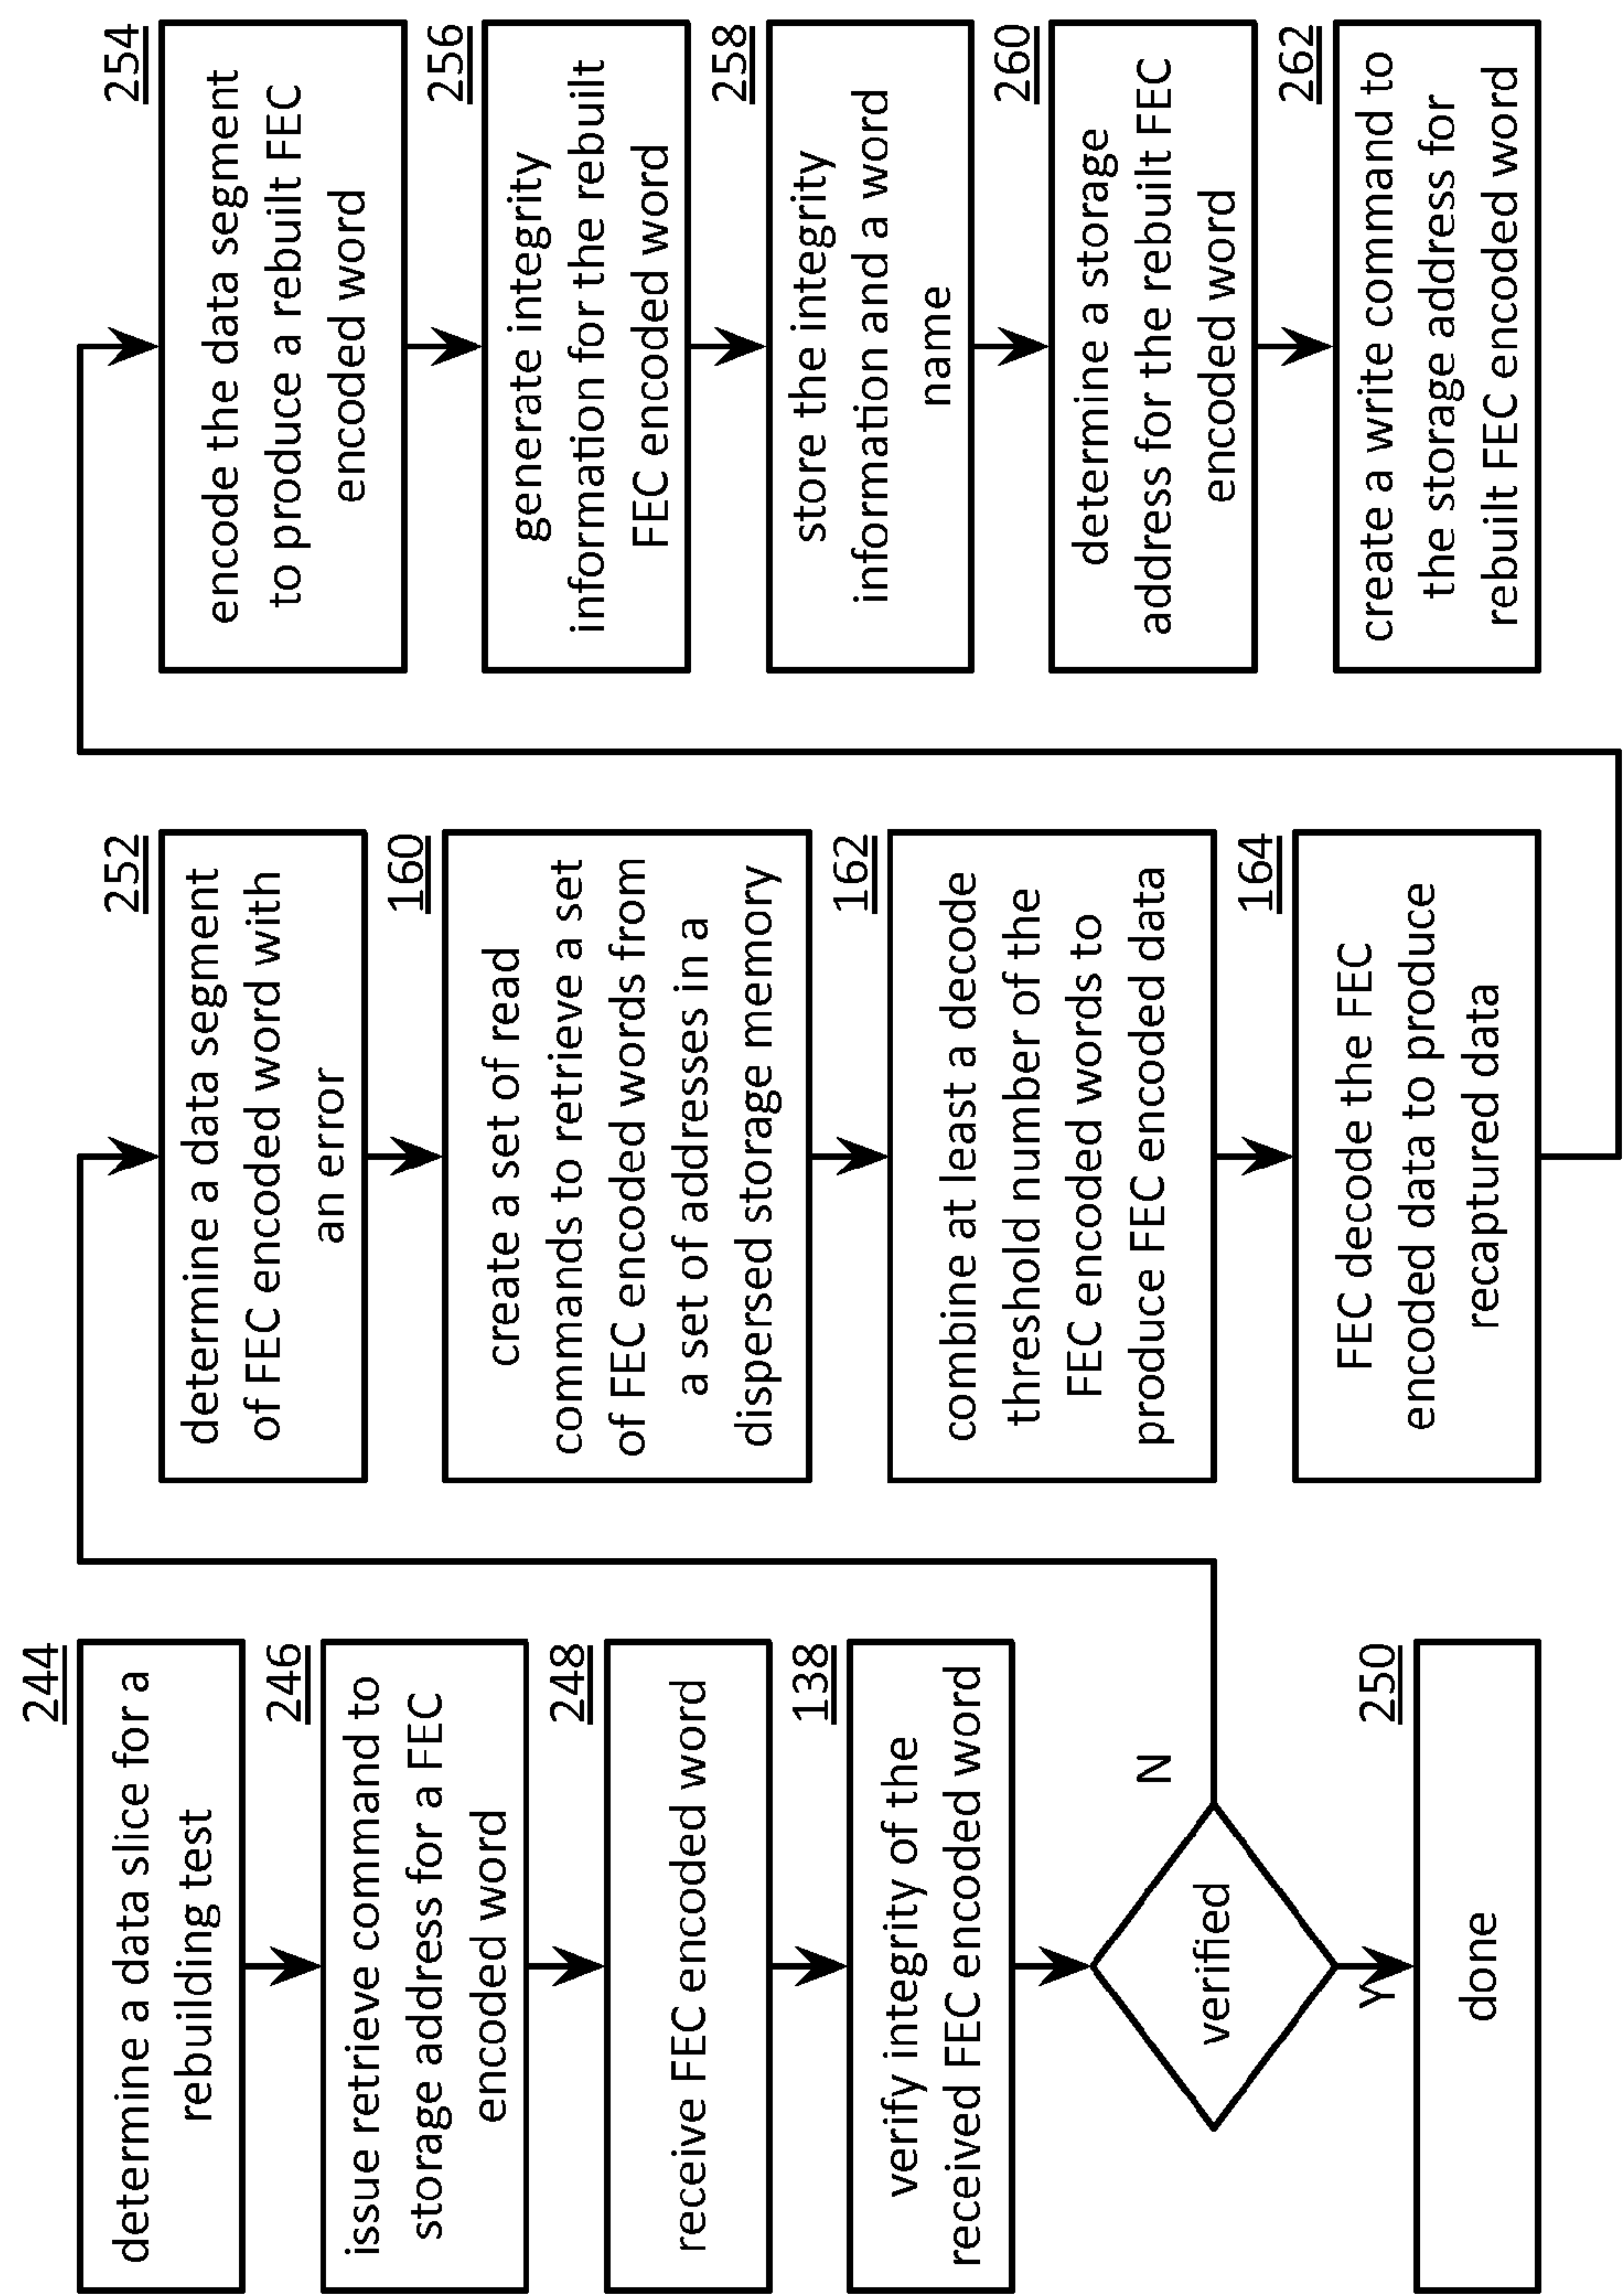 244
determine a data slice for a
rebuilding test
246
issue retrieve command to
storage address for a FEC
encoded word
248
receive FEC encoded word
138
verify integrity of the
received FEC encoded word
verified
N
Y
250
done
252
determine a data segment
of FEC encoded word with
an error
160
create a set of read
commands to retrieve a set
of FEC encoded words from
a set of addresses in a
dispersed storage memory
162
combine at least a decode
threshold number of the
FEC encoded words to
produce FEC encoded data
164
FEC decode the FEC
encoded data to produce
recaptured data
254
encode the data segment
to produce a rebuilt FEC
encoded word
256
generate integrity
information for the rebuilt
FEC encoded word
258
store the integrity
information and a word
name
260
determine a storage
address for the rebuilt FEC
encoded word
262
create a write command to
the storage address for
rebuilt FEC encoded word